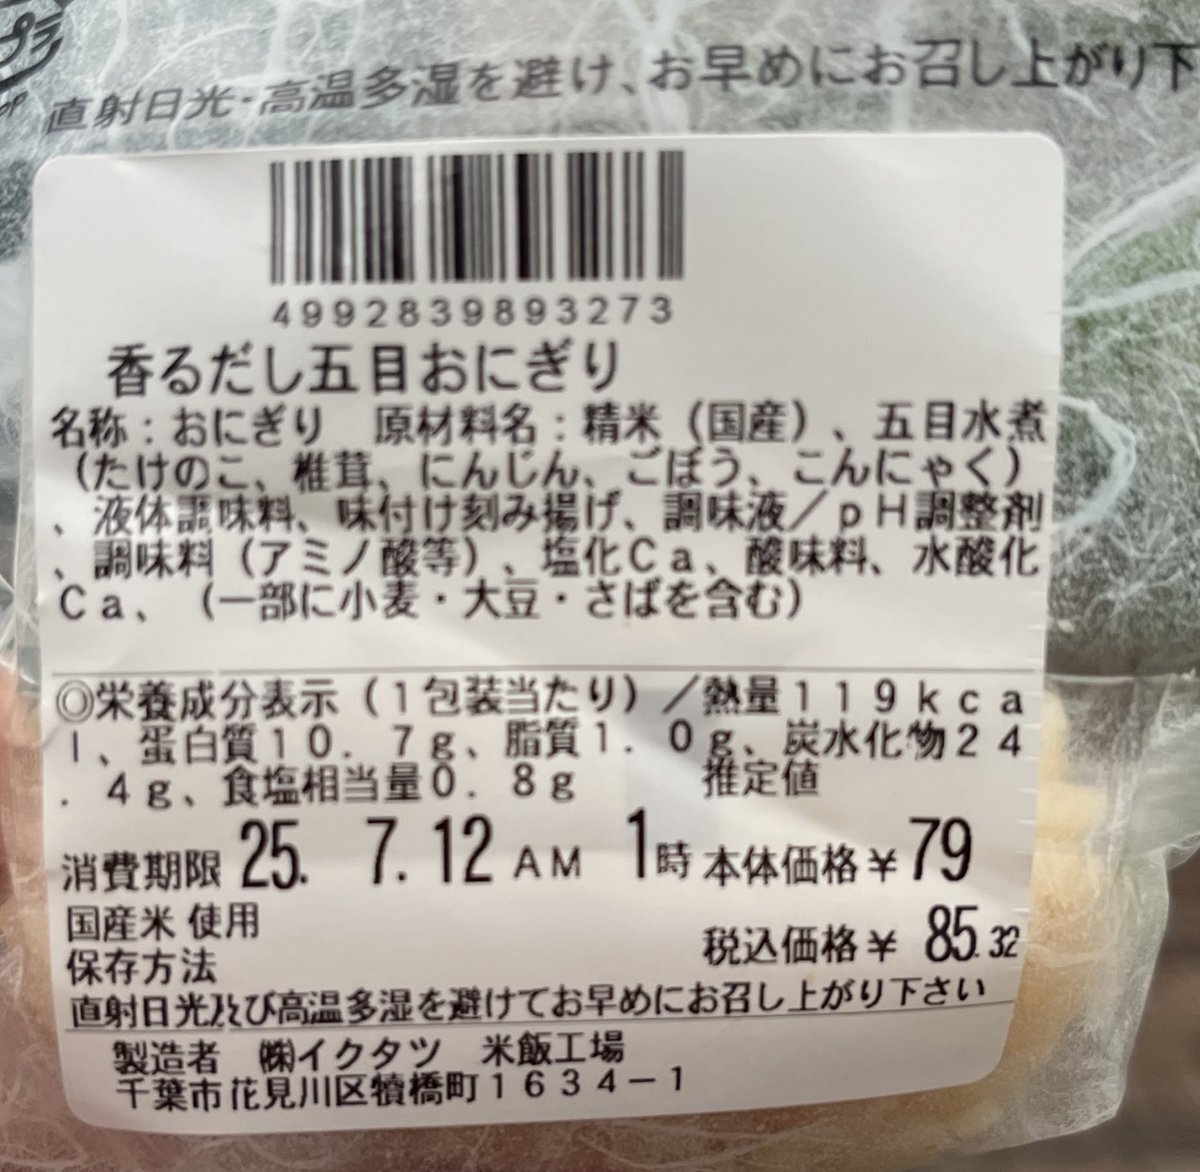 プラ
直射日光・高温多湿を避け、お早めにお召し上がり下
4992839893273
香るだし五目おにぎり
名称：おにぎり　原材料名：精米（国産）、五目水煮
（たけのこ、椎茸、にんじん、ごぼう、こんにゃく）
、液体調味料、味付け刻み揚げ、調味液／ｐＨ調整剤
、調味料（アミノ酸等）、塩化Ｃａ、酸味料、水酸化
Ｃａ、（一部に小麦・大豆・さばを含む）
◎栄養成分表示（１包装当たり）／熱量１１９ｋｃａ
ｌ、蛋白質１０．７ｇ、脂質１．０ｇ、炭水化物２４
．４ｇ、食塩相当量０．８ｇ　推定値
消費期限 25. 7.12 AM 1時 本体価格￥79
国産米 使用
税込価格￥ 85.32
保存方法
直射日光及び高温多湿を避けてお早めにお召し上がり下さい
製造者　㈱イクタツ　米飯工場
千葉市花見川区犢橋町１６３４－１